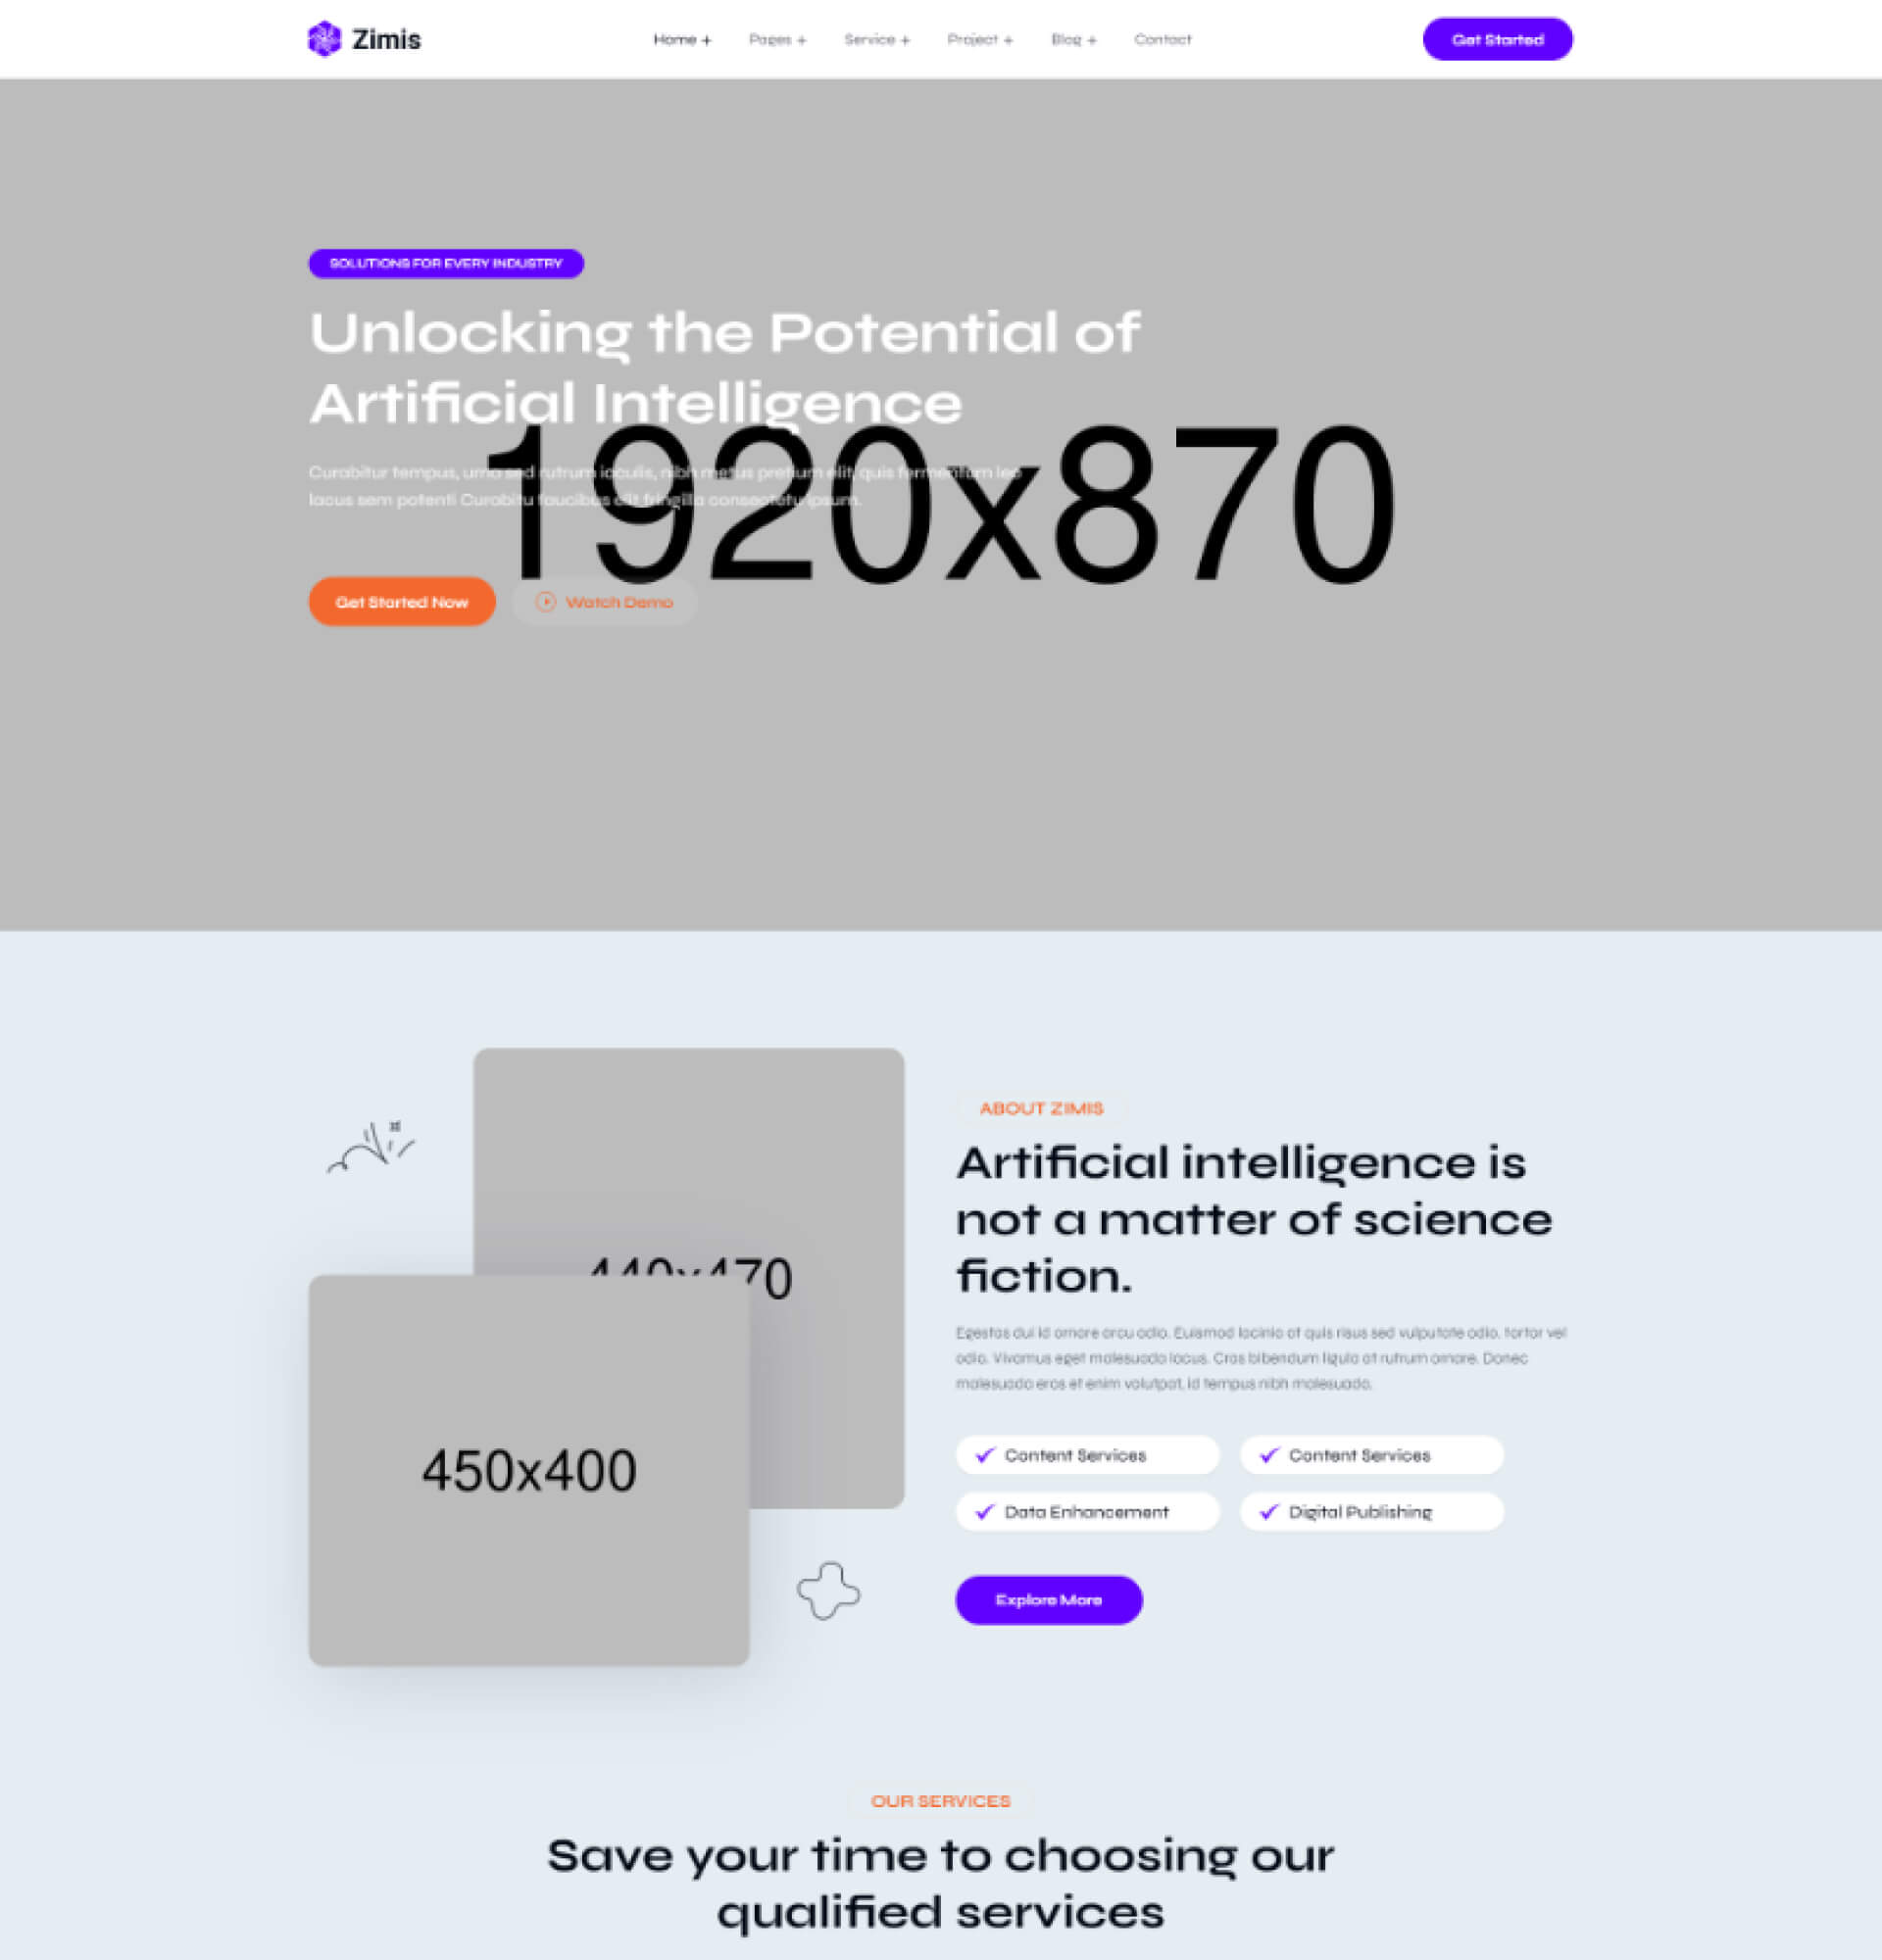 Zimis
Home + Pages + Service + Project + Blog + Contact
Get Started
SOLUTIONS FOR EVERY INDUSTRY
Unlocking the Potential of
Artificial Intelligence
1920x870
Curabitur tempus, urna sed rutrum iaculis, nibh metus pretium elit, quis fermentum leo
lacus sem potenti Curabitu faucibus elit fringilla consectetu ipsum.
Get Started Now
Watch Demo
440x470
450x400
ABOUT ZIMIS
Artificial intelligence is
not a matter of science
fiction.
Egestas dui id ornare arcu odio. Euismod lacinia at quis risus sed vulputate odio. tortor vel
odio. Vivamus eget malesuada lacus. Cras bibendum ligula at rutrum ornare. Donec
malesuada eros et enim volutpat, id tempus nibh malesuada.
Content Services
Content Services
Data Enhancement
Digital Publishing
Explore More
OUR SERVICES
Save your time to choosing our
qualified services